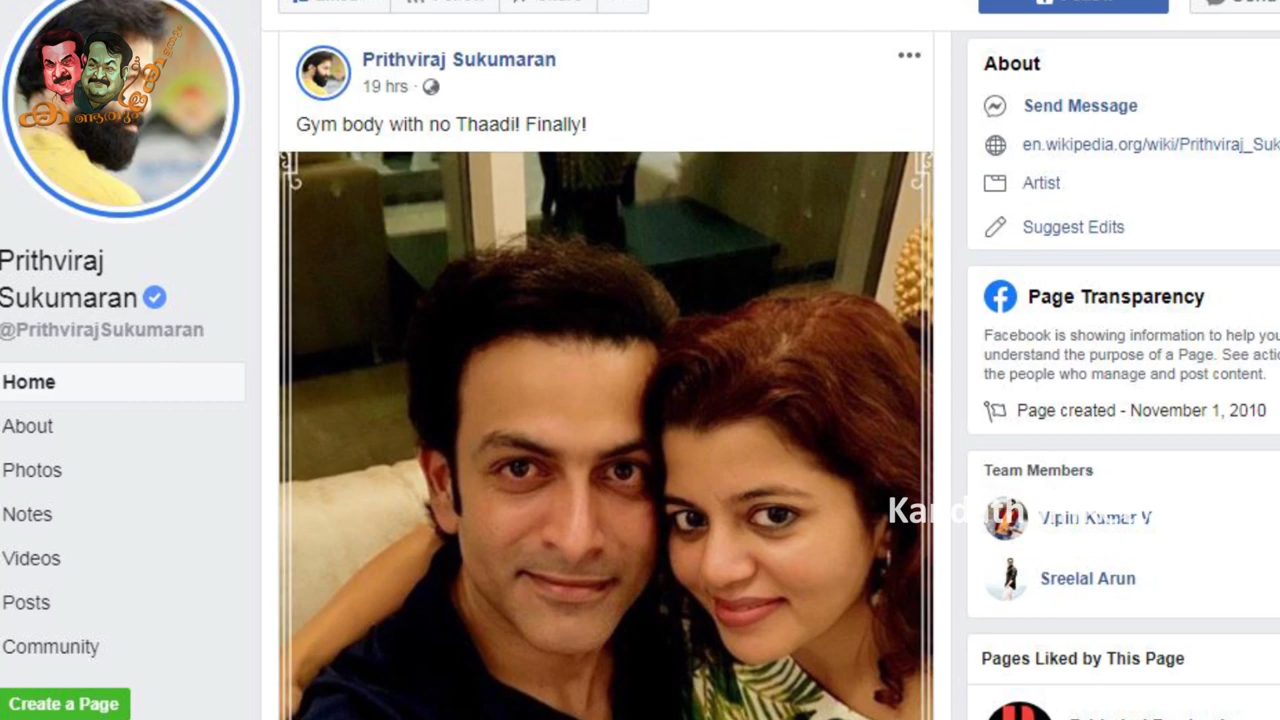 Prithviraj
Sukumaran
@PrithvirajSukumaran
Home
About
Photos
Notes
Videos
Posts
Community
Create a Page
Prithviraj Sukumaran
19 hrs ·
Gym body with no Thaadi! Finally!
About
Send Message
en.wikipedia.org/wiki/Prithviraj_Suk
Artist
Suggest Edits
Page Transparency
Facebook is showing information to help you
understand the purpose of a Page. See actio
the people who manage and post content.
Page created - November 1, 2010
Team Members
Vipin Kumar V
Sreelal Arun
Pages Liked by This Page